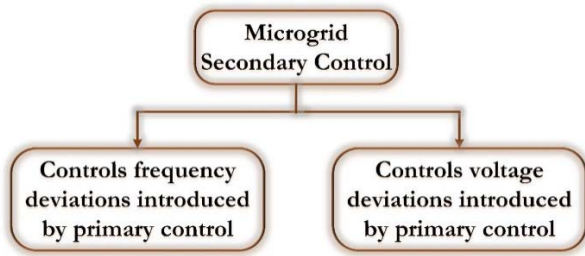 Microgrid
Secondary Control
Controls frequency
deviations introduced
by primary control
Controls voltage
deviations introduced
by primary control